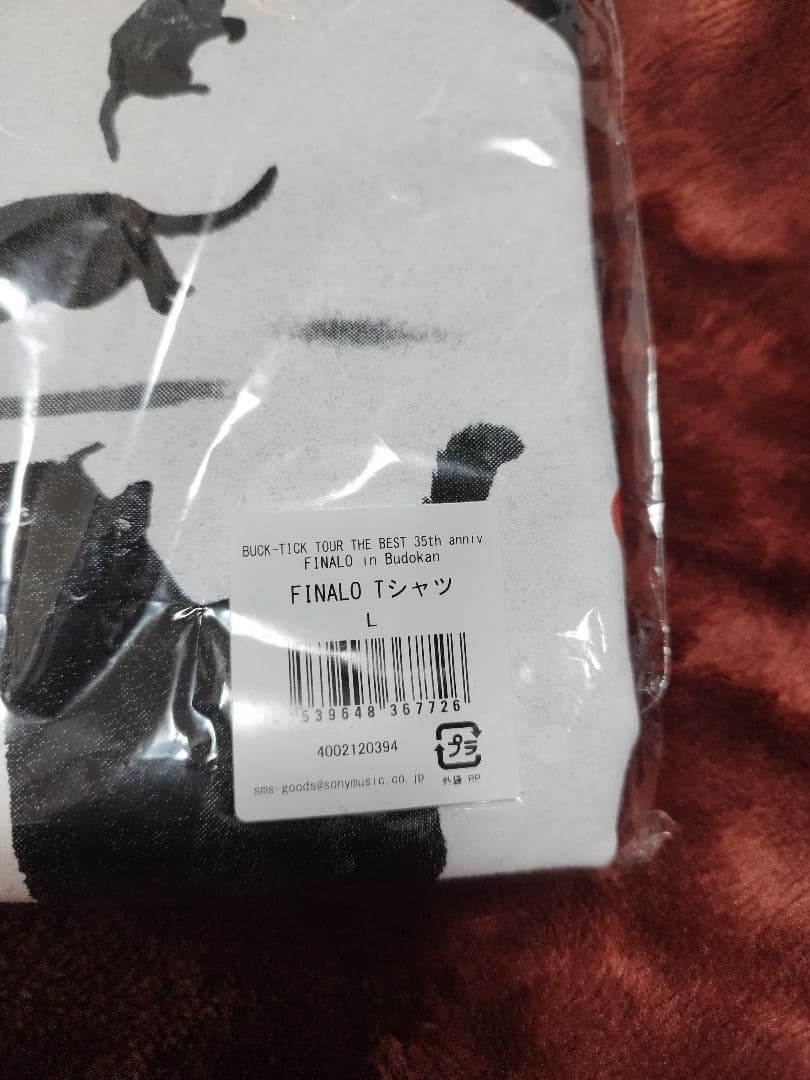 BUCK-TICK TOUR THE BEST 35th anniv.
FINALO in Budokan
FINALO Tシャツ
L
539648 367726
4002120394
プラ
sms-goods@sonymusic.co.jp
外袋 PP